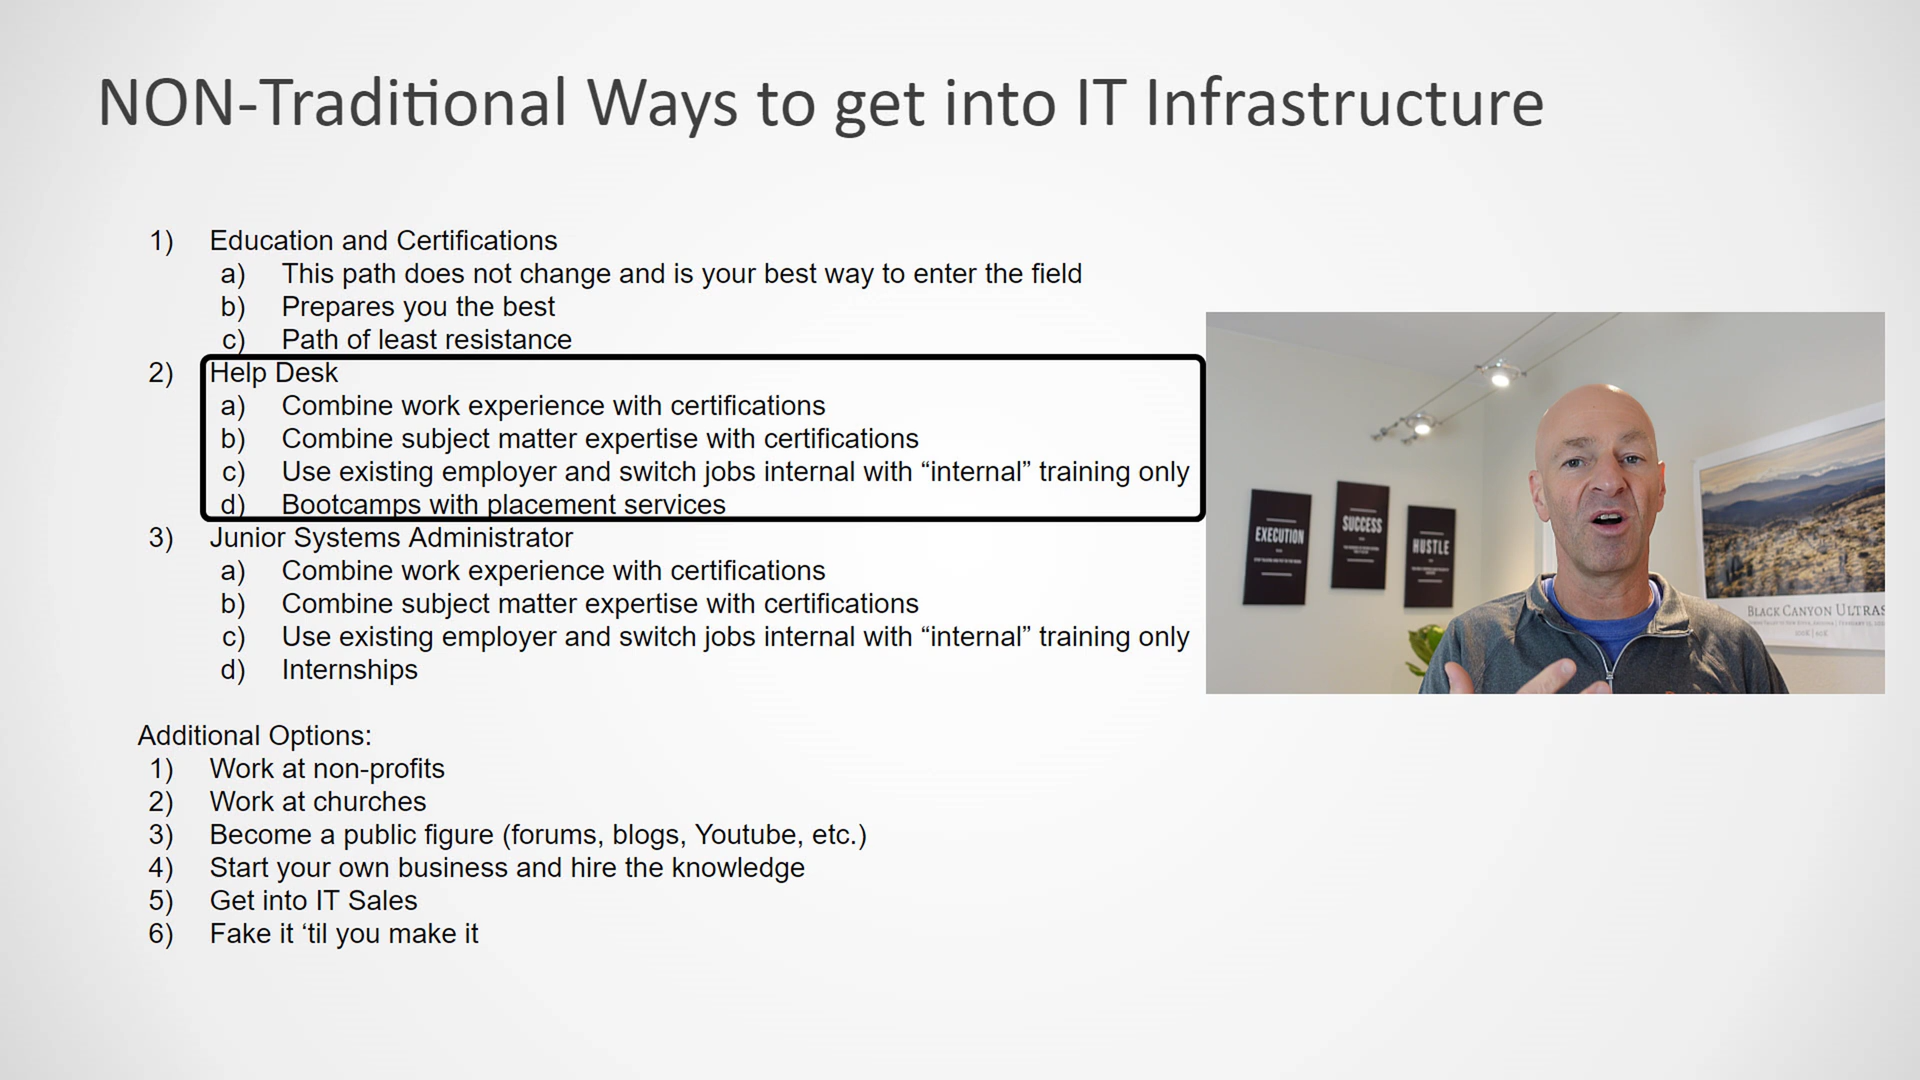 NON-Traditional Ways to get into IT Infrastructure
1) Education and Certifications
a) This path does not change and is your best way to enter the field
b) Prepares you the best
c) Path of least resistance
2) Help Desk
a) Combine work experience with certifications
b) Combine subject matter expertise with certifications
c) Use existing employer and switch jobs internal with “internal” training only
d) Bootcamps with placement services
3) Junior Systems Administrator
a) Combine work experience with certifications
b) Combine subject matter expertise with certifications
c) Use existing employer and switch jobs internal with “internal” training only
d) Internships
Additional Options:
1) Work at non-profits
2) Work at churches
3) Become a public figure (forums, blogs, Youtube, etc.)
4) Start your own business and hire the knowledge
5) Get into IT Sales
6) Fake it ‘til you make it
EXECUTION
SUCCESS
HUSTLE
BLACK CANYON ULTRAS